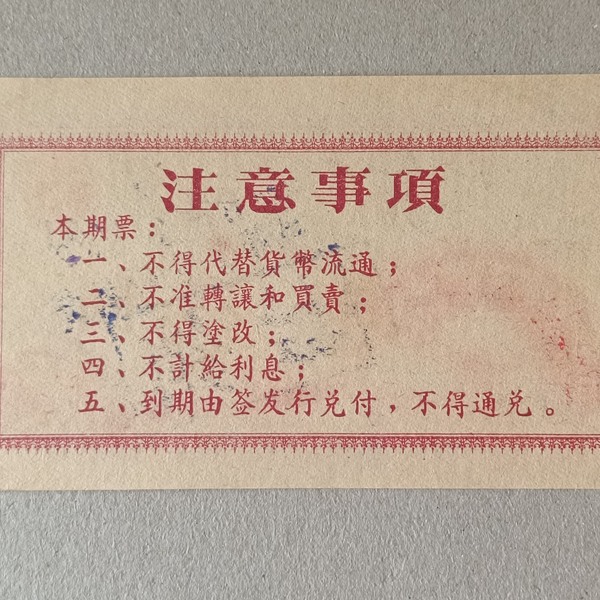 注意事項
本期票：
一、不得代替貨幣流通；
二、不准轉讓和買賣；
三、不得塗改；
四、不計給利息；
五、到期由签发行兑付，不得通兑。